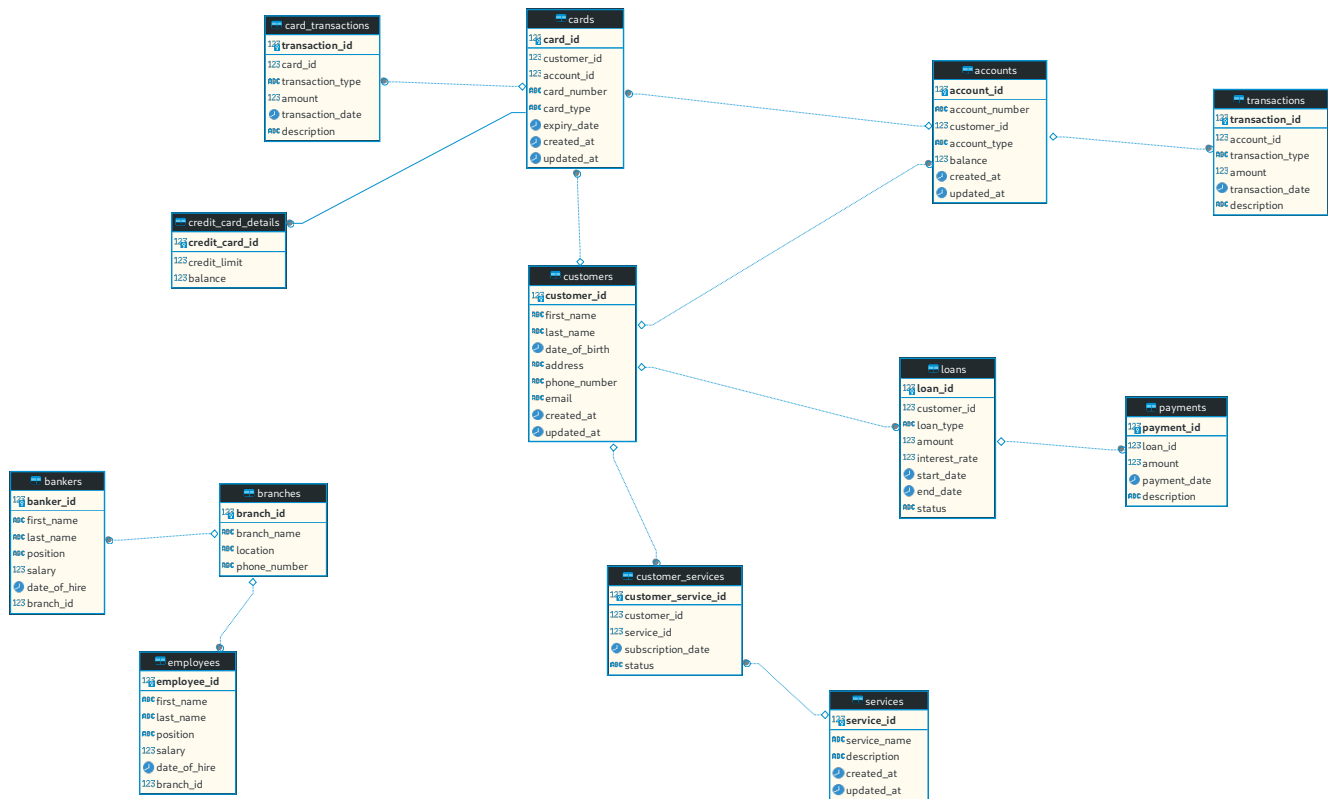 card_transactions
transaction_id
card_id
transaction_type
amount
transaction_date
description
cards
card_id
customer_id
account_id
card_number
card_type
expiry_date
created_at
updated_at
accounts
account_id
account_number
customer_id
account_type
balance
created_at
updated_at
transactions
transaction_id
account_id
transaction_type
amount
transaction_date
description
credit_card_details
credit_card_id
credit_limit
balance
customers
customer_id
first_name
last_name
date_of_birth
address
phone_number
email
created_at
updated_at
loans
loan_id
customer_id
loan_type
amount
interest_rate
start_date
end_date
status
payments
payment_id
loan_id
amount
payment_date
description
bankers
banker_id
first_name
last_name
position
salary
date_of_hire
branch_id
branches
branch_id
branch_name
location
phone_number
customer_services
customer_service_id
customer_id
service_id
subscription_date
status
employees
employee_id
first_name
last_name
position
salary
date_of_hire
branch_id
services
service_id
service_name
description
created_at
updated_at